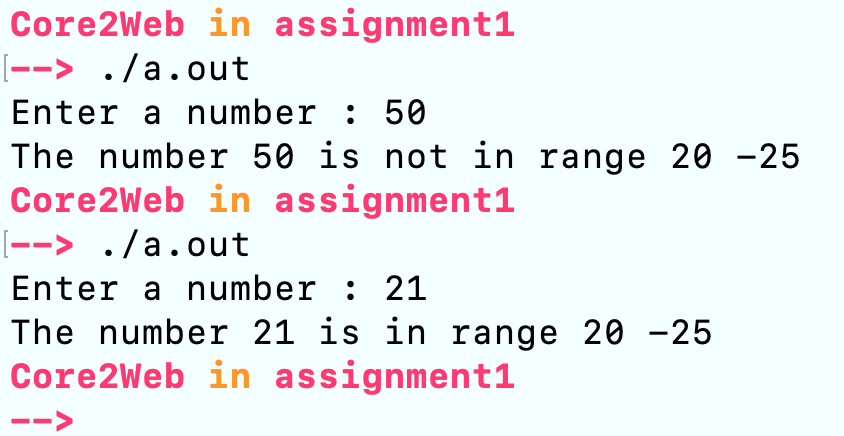 Core2Web in assignment1
[--> ./a.out
Enter a number : 50
The number 50 is not in range 20 -25
Core2Web in assignment1
[--> ./a.out
Enter a number : 21
The number 21 is in range 20 -25
Core2Web in assignment1
-->